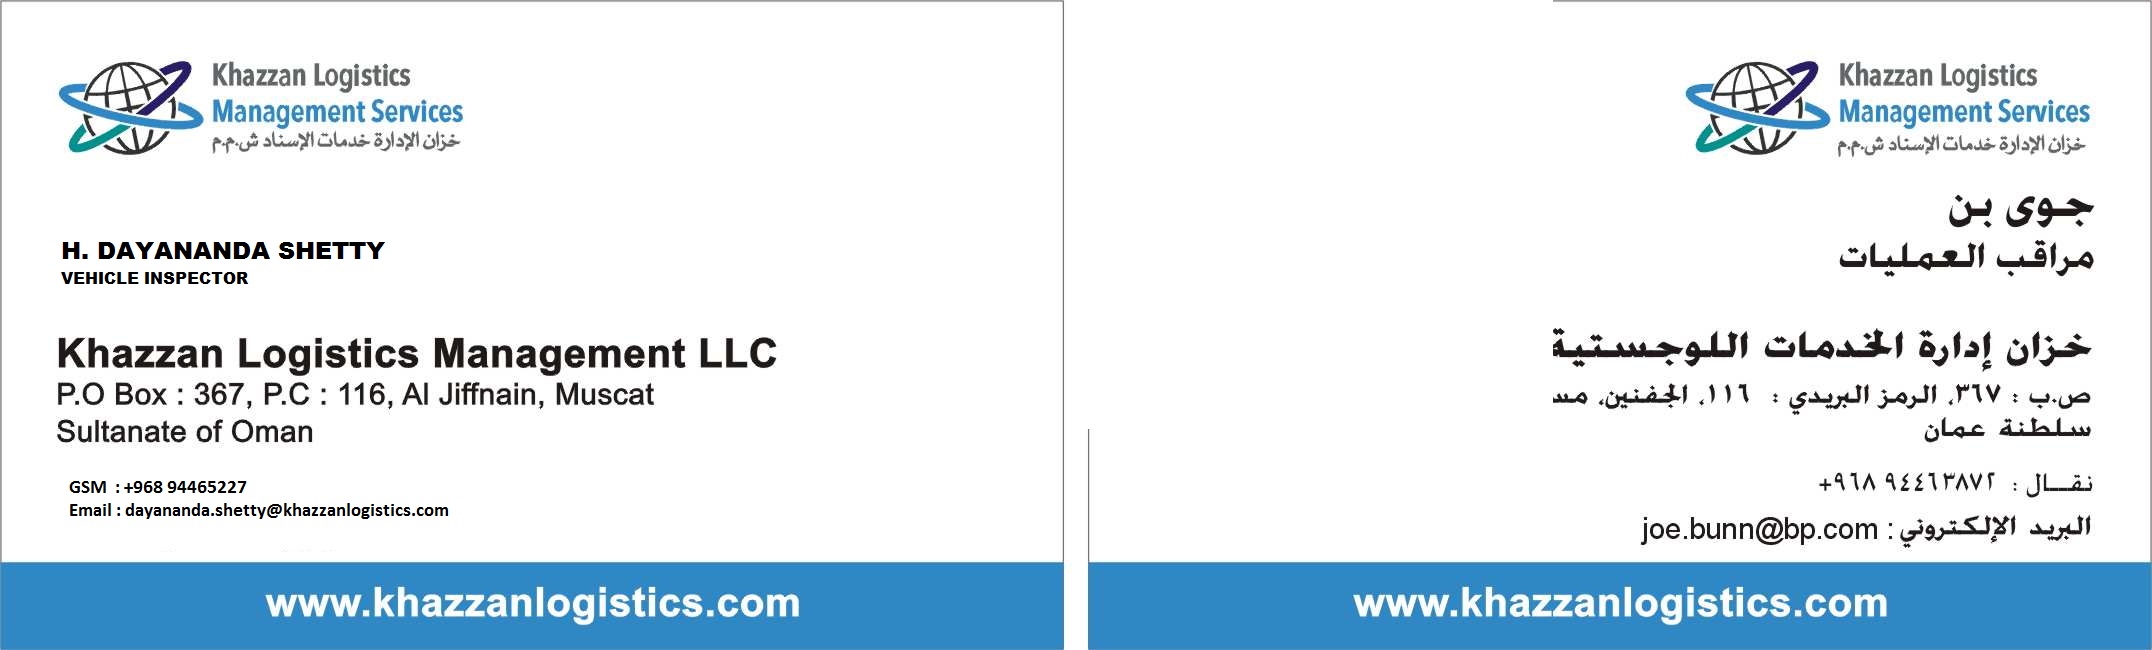 Khazzan Logistics
Management Services
خزان الإدارة خدمات الإسناد ش.م.م
H. DAYANANDA SHETTY
VEHICLE INSPECTOR
Khazzan Logistics Management LLC
P.O Box : 367, P.C : 116, Al Jiffnain, Muscat
Sultanate of Oman
GSM : +968 94465227
Email : dayananda.shetty@khazzanlogistics.com
www.khazzanlogistics.com
Khazzan Logistics
Management Services
خزان الإدارة خدمات الإسناد ش.م.م
جوى بن
مراقب العمليات
خزان إدارة الخدمات اللوجستية
ص.ب : ٣٦٧، الرمز البريدي : ١١٦، الجفنين، مس
سلطنة عمان
نقال : ٩٤٤٦٣٨٧٢ ٩٦٨+
البريد الإلكتروني : joe.bunn@bp.com
www.khazzanlogistics.com